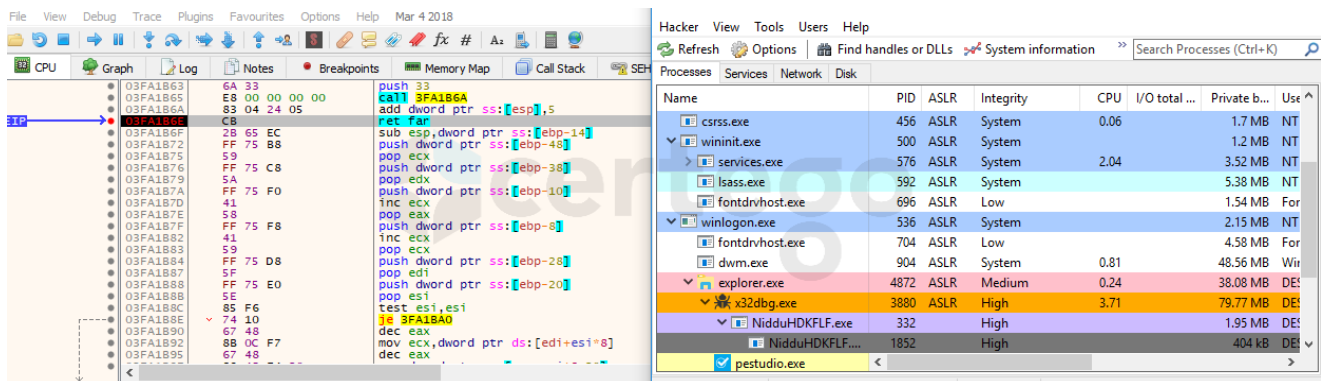 File View Debug Trace Plugins Favourites Options Help Mar 4 2018
CPU Graph Log Notes Breakpoints Memory Map Call Stack SEH
EIP
03FA1B63 6A 33 push 33
03FA1B65 E8 00 00 00 00 call 3FA1B6A
03FA1B6A 83 04 24 05 add dword ptr ss:[esp],5
03FA1B6E CB ret far
03FA1B6F 2B 65 EC sub esp,dword ptr ss:[ebp-14]
03FA1B72 FF 75 B8 push dword ptr ss:[ebp-48]
03FA1B75 59 pop ecx
03FA1B76 FF 75 C8 push dword ptr ss:[ebp-38]
03FA1B79 5A pop edx
03FA1B7A FF 75 F0 push dword ptr ss:[ebp-10]
03FA1B7D 41 inc ecx
03FA1B7E 58 pop eax
03FA1B7F FF 75 F8 push dword ptr ss:[ebp-8]
03FA1B82 41 inc ecx
03FA1B83 59 pop ecx
03FA1B84 FF 75 D8 push dword ptr ss:[ebp-28]
03FA1B87 5F pop edi
03FA1B88 FF 75 E0 push dword ptr ss:[ebp-20]
03FA1B8B 5E pop esi
03FA1B8C 85 F6 test esi,esi
03FA1B8E 74 10 je 3FA1BA0
03FA1B90 67 48 dec eax
03FA1B92 8B 0C F7 mov ecx,dword ptr ds:[edi+esi*8]
03FA1B95 67 48 dec eax
certego
Hacker View Tools Users Help
Refresh Options Find handles or DLLs System information » Search Processes (Ctrl+K)
Processes Services Network Disk
Name PID ASLR Integrity CPU I/O total ... Private b... Use
csrss.exe 456 ASLR System 0.06 1.7 MB NT
wininit.exe 500 ASLR System 1.2 MB NT
services.exe 576 ASLR System 2.04 3.52 MB NT
lsass.exe 592 ASLR System 5.38 MB NT
fontdrvhost.exe 696 ASLR Low 1.54 MB For
winlogon.exe 536 ASLR System 2.15 MB NT
fontdrvhost.exe 704 ASLR Low 4.58 MB For
dwm.exe 904 ASLR System 0.81 48.56 MB Wir
explorer.exe 4872 ASLR Medium 0.24 38.08 MB DES
x32dbg.exe 3880 ASLR High 3.71 79.77 MB DES
NidduHDKFLF.exe 332 High 1.95 MB DES
NidduHDKFLF.... 1852 High 404 kB DES
pestudio.exe